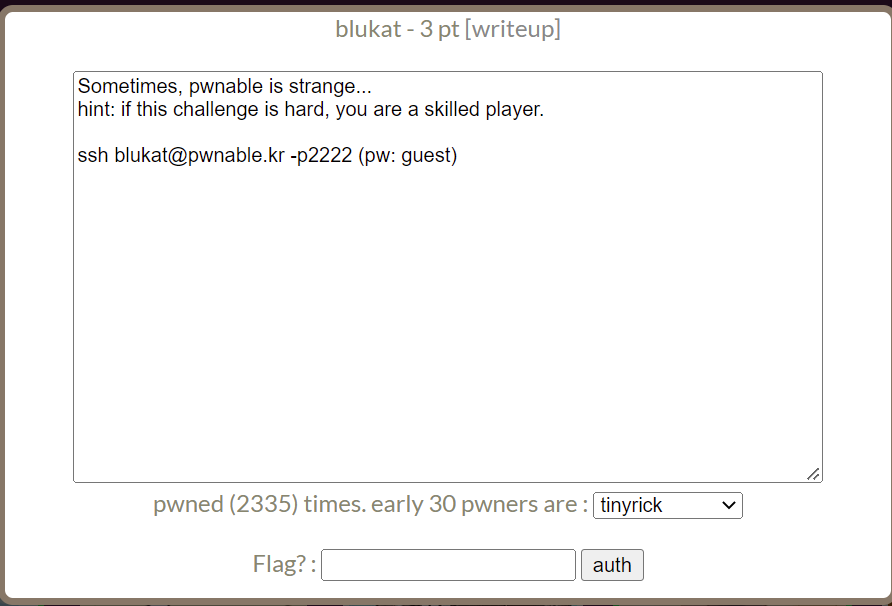 blukat - 3 pt [writeup]
Sometimes, pwnable is strange...
hint: if this challenge is hard, you are a skilled player.
ssh blukat@pwnable.kr -p2222 (pw: guest)
pwned (2335) times. early 30 pwners are : tinyrick
Flag? : auth